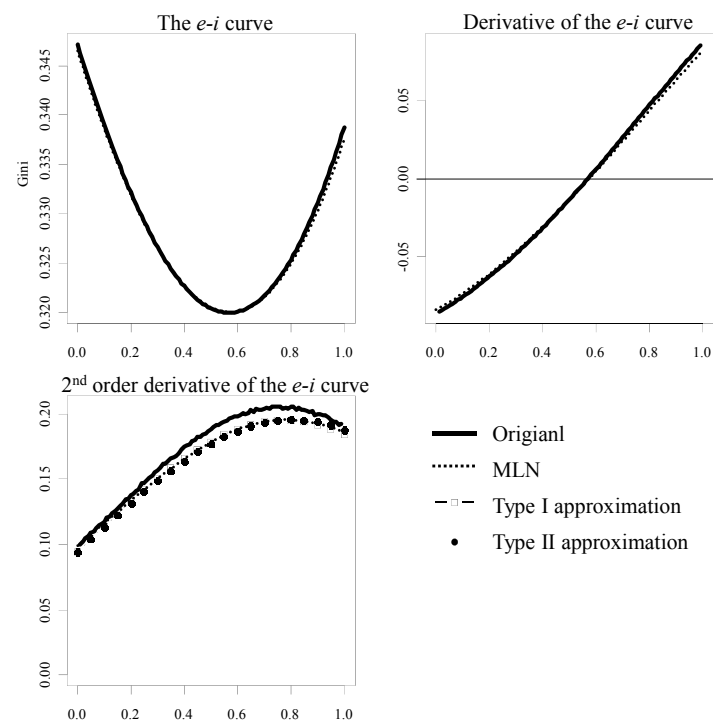 The e-i curve
Gini
0.345
0.340
0.335
0.330
0.325
0.320
0.0 0.2 0.4 0.6 0.8 1.0
Derivative of the e-i curve
0.05
0.00
-0.05
0.0 0.2 0.4 0.6 0.8 1.0
2nd order derivative of the e-i curve
0.20
0.15
0.10
0.05
0.00
0.0 0.2 0.4 0.6 0.8 1.0
Origianl
MLN
Type I approximation
Type II approximation